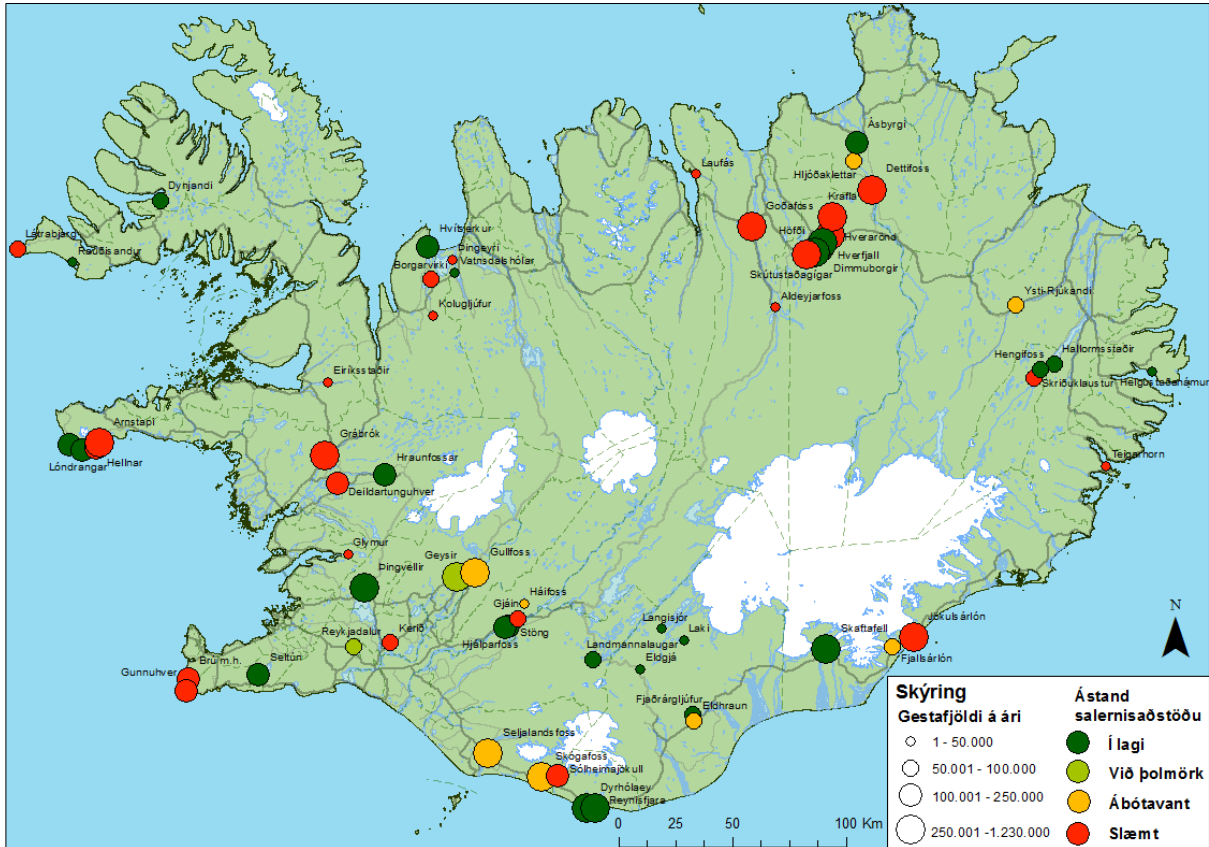 Ásbyrgi
Laufás
Hljóðaklettar
Dettifoss
Dynjandi
Krafla
Goðafoss
Hvítserkur
Höfði
Hverarönd
Látrabjarg
Rauðisandur
Þingeyri
Hverfjall
Borgarvirki
Vatnsdalshólar
Dimmuborgir
Skútustaðagígar
Ysti-Rjúkandi
Kolugljúfur
Aldeyjarfoss
Hengifoss
Hallormsstaðir
Eiríksstaðir
Skriðuklaustur
Helgustaðanámur
Arnstapi
Grábrók
Hraunfossar
Lóndrangar
Hellnar
Teigarhorn
Deildartunguhver
Glymur
Geysir
Gullfoss
Þingvellir
Háifoss
Gjáin
Langisjór
Jökulsárlón
Reykjadalur
Kerið
Stöng
Laki
Skaftafell
Hjálparfoss
Landmannalaugar
Brú m.h.
Seltún
Eldgjá
Fjallsárlón
Gunnuhver
Fjaðrárgljúfur
Eldhraun
Seljalandsfoss
Skógafoss
Sólheimajökull
Dyrhólaey
Reynisfjara
N
0 50 100 Km
Skýring
Gestafjöldi á ári
1 - 50.000
50.001 - 100.000
100.001 - 250.000
250.001 -1.230.000
Ástand
salernisaðstöðu
Í lagi
Við þolmörk
Ábótavant
Slæmt